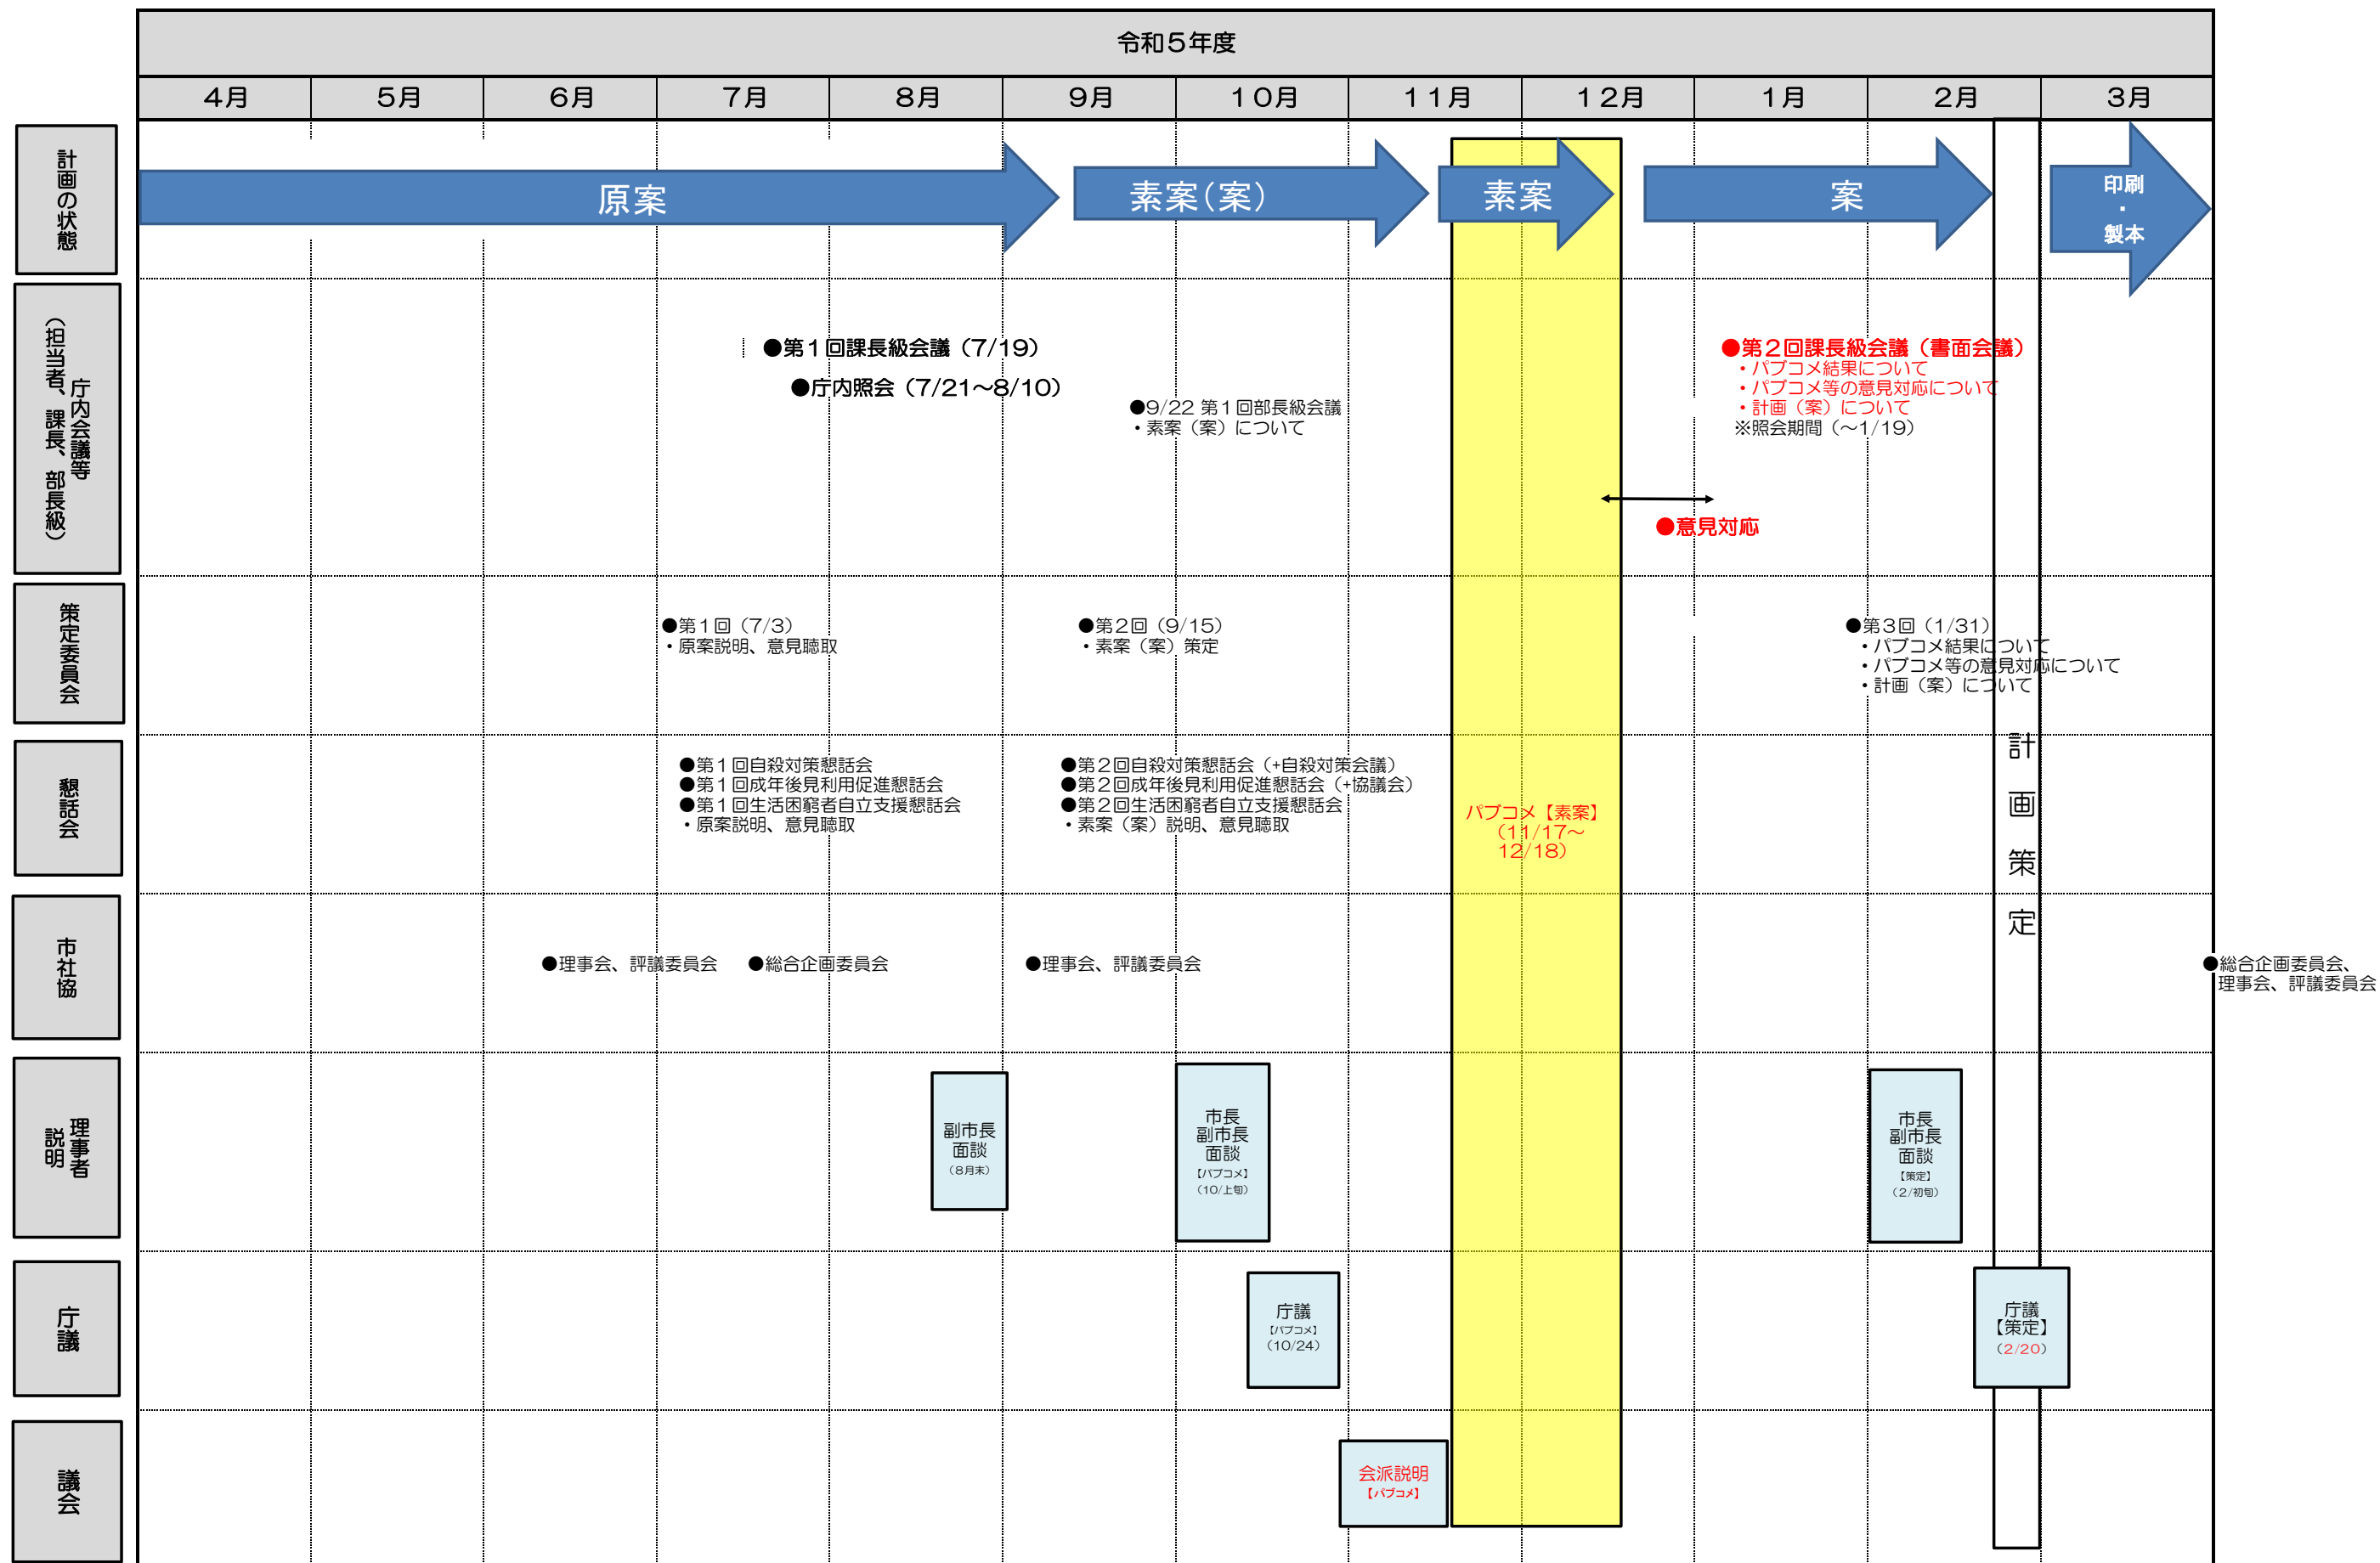 令和５年度
４月
５月
６月
７月
８月
９月
１０月
１１月
１２月
１月
２月
３月
計画の状態
原案
素案（案）
素案
案
印刷
・
製本
庁内会議等
（担当者、課長、部長級）
●第１回課長級会議（7/19）
●庁内照会（7/21～8/10）
●9/22 第１回部長級会議
・素案（案）について
●第２回課長級会議（書面会議）
・パブコメ結果について
・パブコメ等の意見対応について
・計画（案）について
※照会期間（～1/19）
●意見対応
策定委員会
●第１回（7/3）
・原案説明、意見聴取
●第２回（9/15）
・素案（案）策定
●第３回（1/31）
・パブコメ結果について
・パブコメ等の意見対応について
・計画（案）について
懇話会
●第１回自殺対策懇話会
●第１回成年後見利用促進懇話会
●第１回生活困窮者自立支援懇話会
・原案説明、意見聴取
●第２回自殺対策懇話会（+自殺対策会議）
●第２回成年後見利用促進懇話会（+協議会）
●第２回生活困窮者自立支援懇話会
・素案（案）説明、意見聴取
パブコメ【素案】
（11/17～
12/18）
計画策定
市社協
●理事会、評議委員会
●総合企画委員会
●理事会、評議委員会
●総合企画委員会、
理事会、評議委員会
理事者
説明
副市長
面談
（８月末）
市長
副市長
面談
【パブコメ】
（10/上旬）
市長
副市長
面談
【策定】
（２/初旬）
庁議
庁議
【パブコメ】
（10/24）
庁議
【策定】
（2/20）
議会
会派説明
【パブコメ】